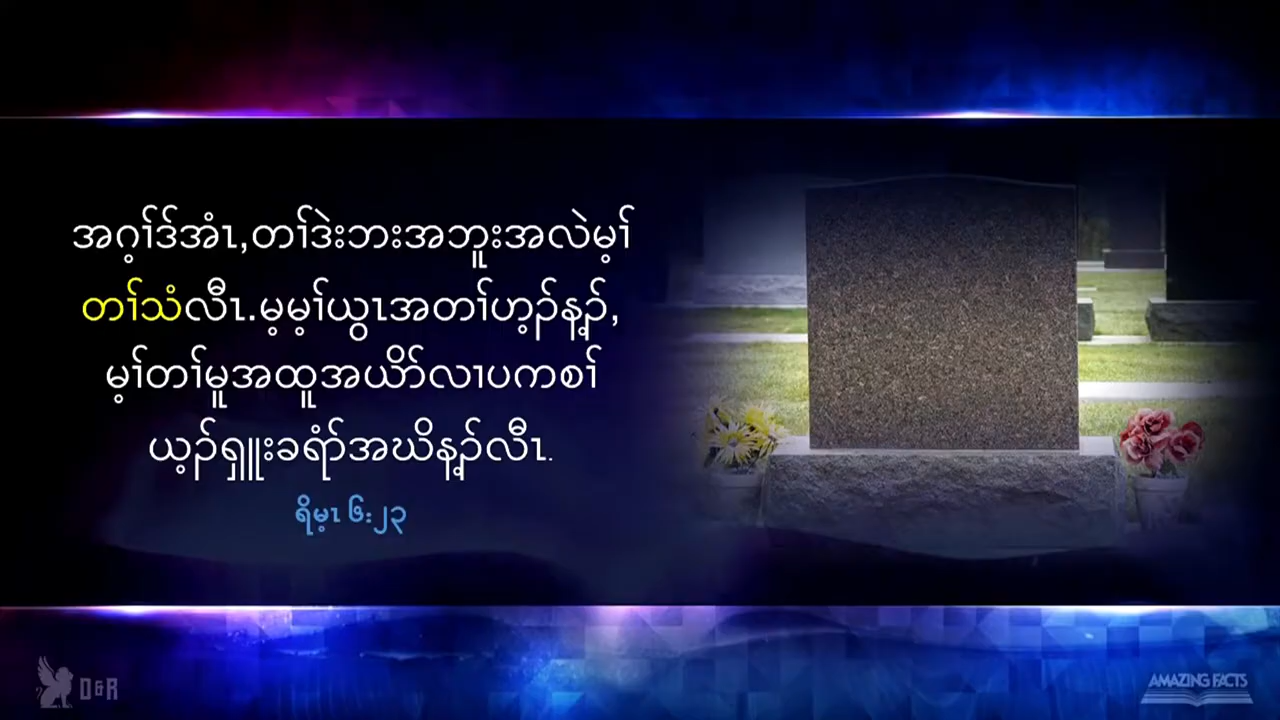 အဂ့ၢ်ဒ်အံၤ,တၢ်ဒဲးဘးအဘူးအလဲမ့ၢ်
တၢ်သံလီၤ.မ့မ့ၢ်ယွၤအတၢ်ဟ့ၣ်န့ၣ်,
မ့ၢ်တၢ်မူအထူအယိာ်လၢပကစၢ်
ယ့ၣ်ရှူးခရံာ်အဃိန့ၣ်လီၤ.
ရိမ့ၤ ၆:၂၃
D&R
AMAZING FACTS